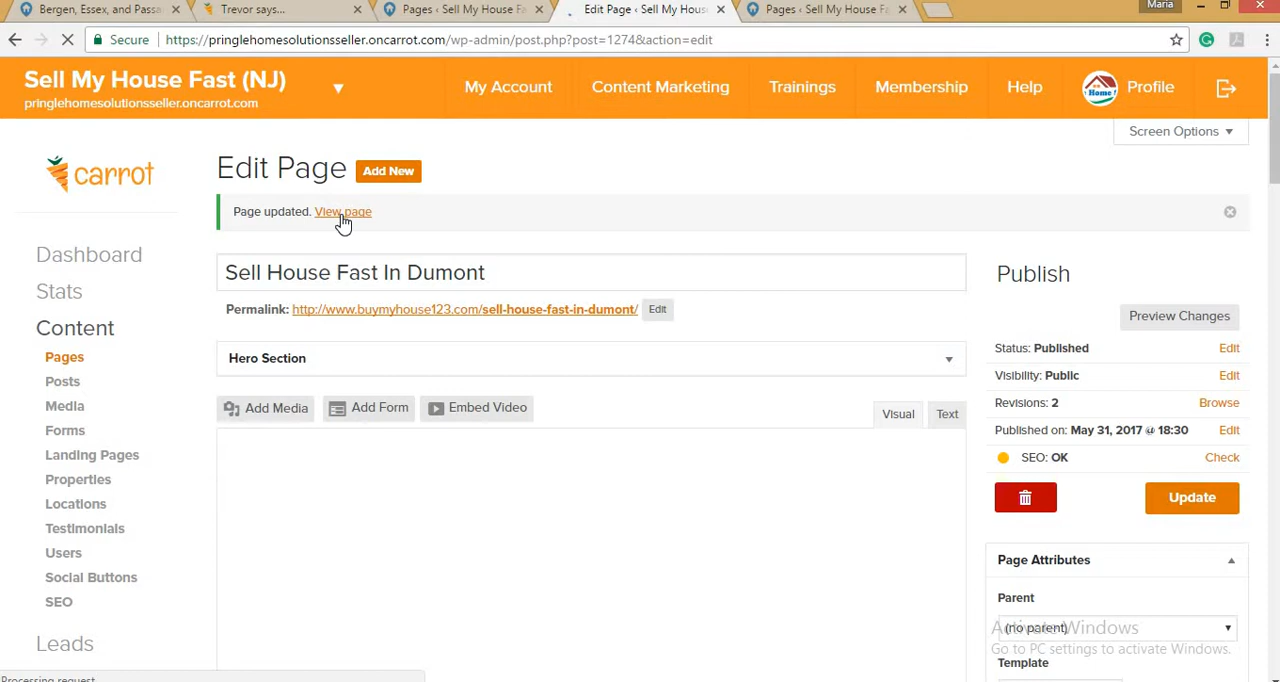 Bergen, Essex, and Passa
Trevor says...
Pages ‹ Sell My House F
Edit Page ‹ Sell My Hous
Pages ‹ Sell My House Fa
Maria
Secure
https://pringlehomesolutionsseller.oncarrot.com/wp-admin/post.php?post=1274&action=edit
Sell My House Fast (NJ)
pringlehomesolutionsseller.oncarrot.com
My Account
Content Marketing
Trainings
Membership
Help
Profile
Screen Options
carrot
Edit Page
Add New
Page updated. View page
Dashboard
Stats
Content
Pages
Posts
Media
Forms
Landing Pages
Properties
Locations
Testimonials
Users
Social Buttons
SEO
Leads
Sell House Fast In Dumont
Permalink: http://www.buymyhouse123.com/sell-house-fast-in-dumont/ Edit
Hero Section
Add Media
Add Form
Embed Video
Visual
Text
Publish
Preview Changes
Status: Published Edit
Visibility: Public Edit
Revisions: 2 Browse
Published on: May 31, 2017 @ 18:30 Edit
SEO: OK Check
Update
Page Attributes
Parent
(no parent)
Activate Windows
Go to PC settings to activate Windows.
Template
Processing request